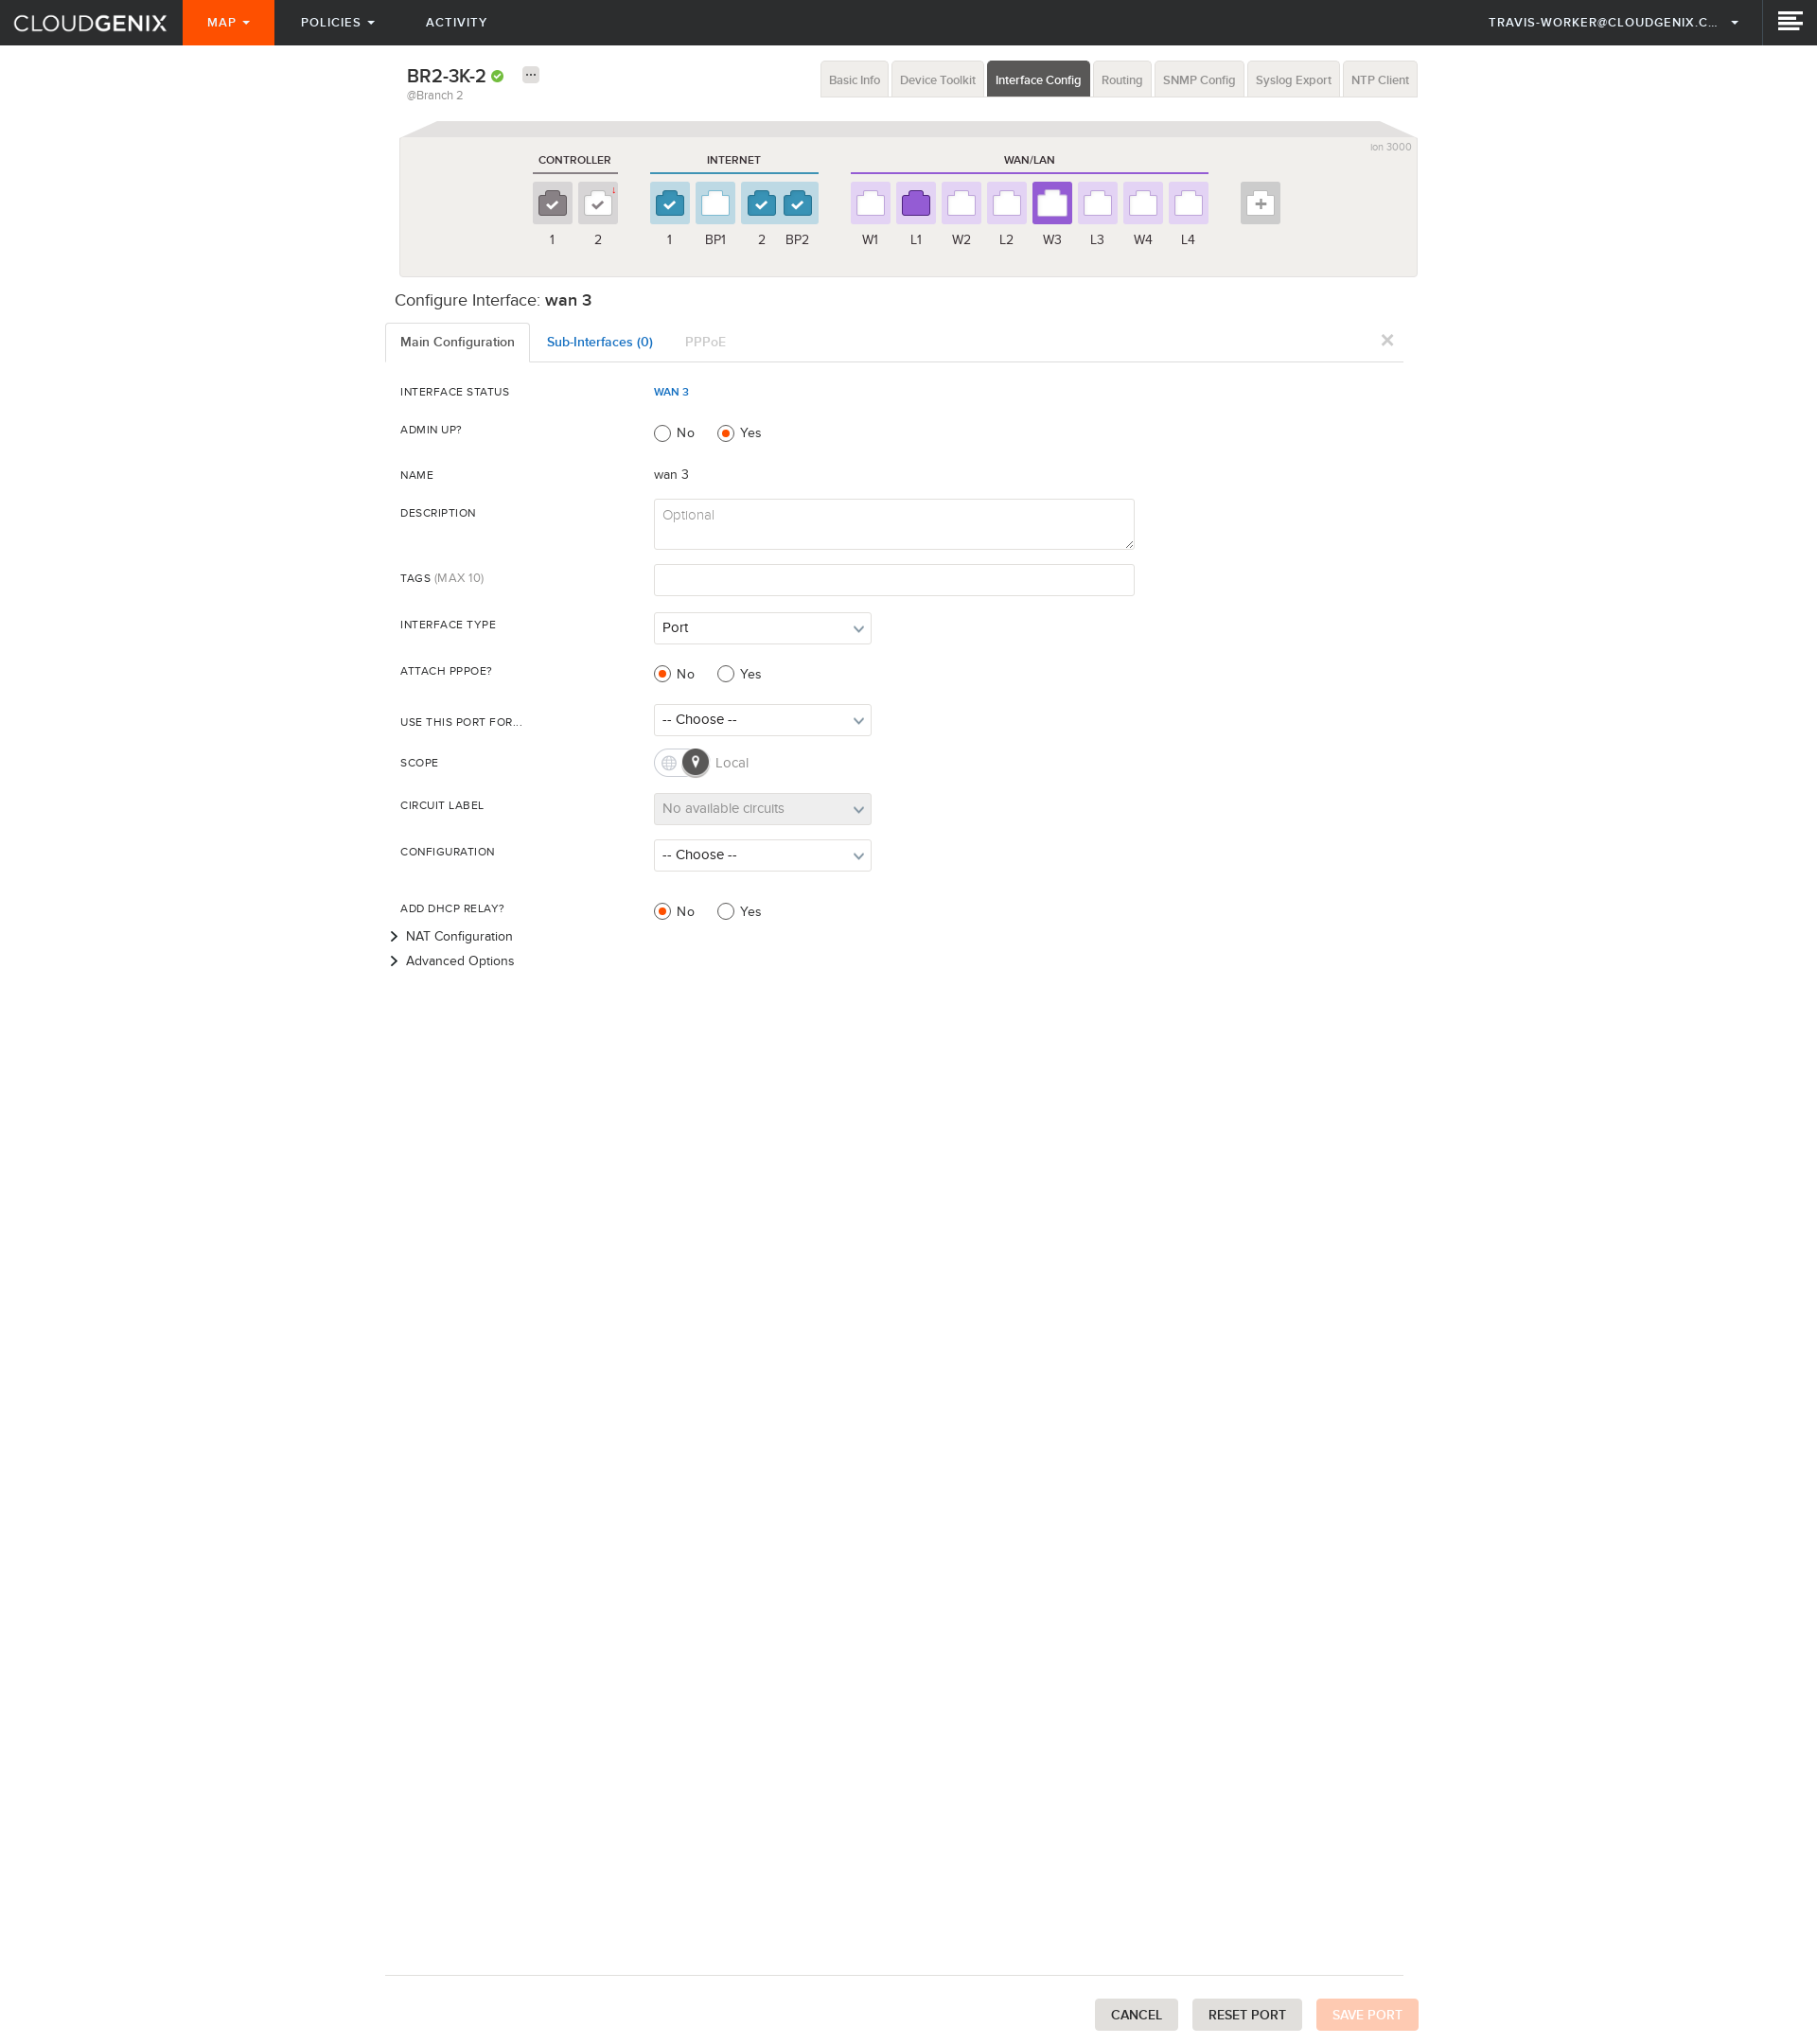 CLOUDGENIX MAP POLICIES ACTIVITY TRAVIS-WORKER@CLOUDGENIX.C...
BR2-3K-2
@Branch 2
Basic Info Device Toolkit Interface Config Routing SNMP Config Syslog Export NTP Client
ion 3000
CONTROLLER INTERNET WAN/LAN
1 2 1 BP1 2 BP2 W1 L1 W2 L2 W3 L3 W4 L4
Configure Interface: wan 3
Main Configuration Sub-Interfaces (0) PPPoE
INTERFACE STATUS WAN 3
ADMIN UP? No Yes
NAME wan 3
DESCRIPTION Optional
TAGS (MAX 10)
INTERFACE TYPE Port
ATTACH PPPOE? No Yes
USE THIS PORT FOR... -- Choose --
SCOPE Local
CIRCUIT LABEL No available circuits
CONFIGURATION -- Choose --
ADD DHCP RELAY? No Yes
NAT Configuration
Advanced Options
CANCEL RESET PORT SAVE PORT